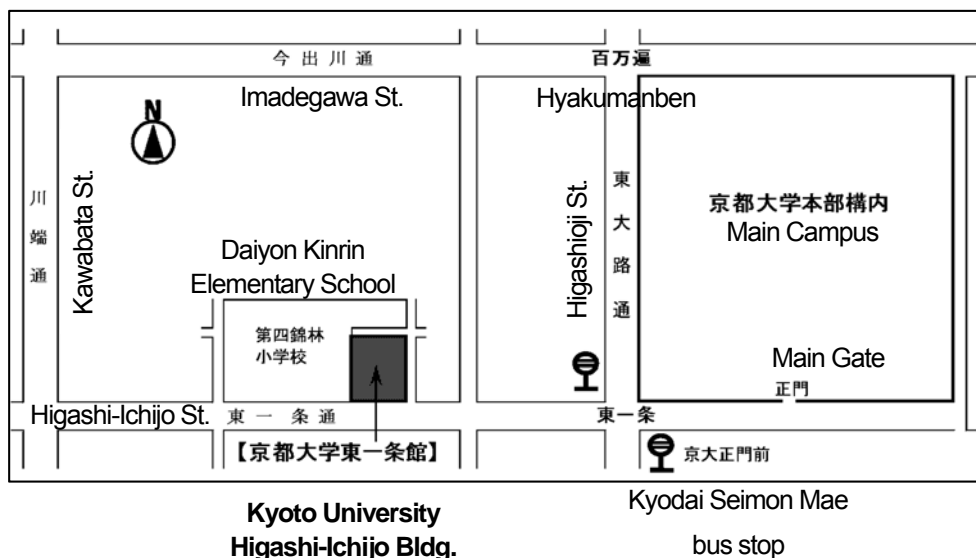 今出川通
百万遍
Imadegawa St.
Hyakumanben
N
川端通
Kawabata St.
Higashioji St.
東大路通
京都大学本部構内
Main Campus
Daiyon Kinrin
Elementary School
第四錦林
小学校
Main Gate
正門
Higashi-Ichijo St.
東一条通
東一条
【京都大学東一条館】
京大正門前
Kyoto University
Higashi-Ichijo Bldg.
Kyodai Seimon Mae
bus stop